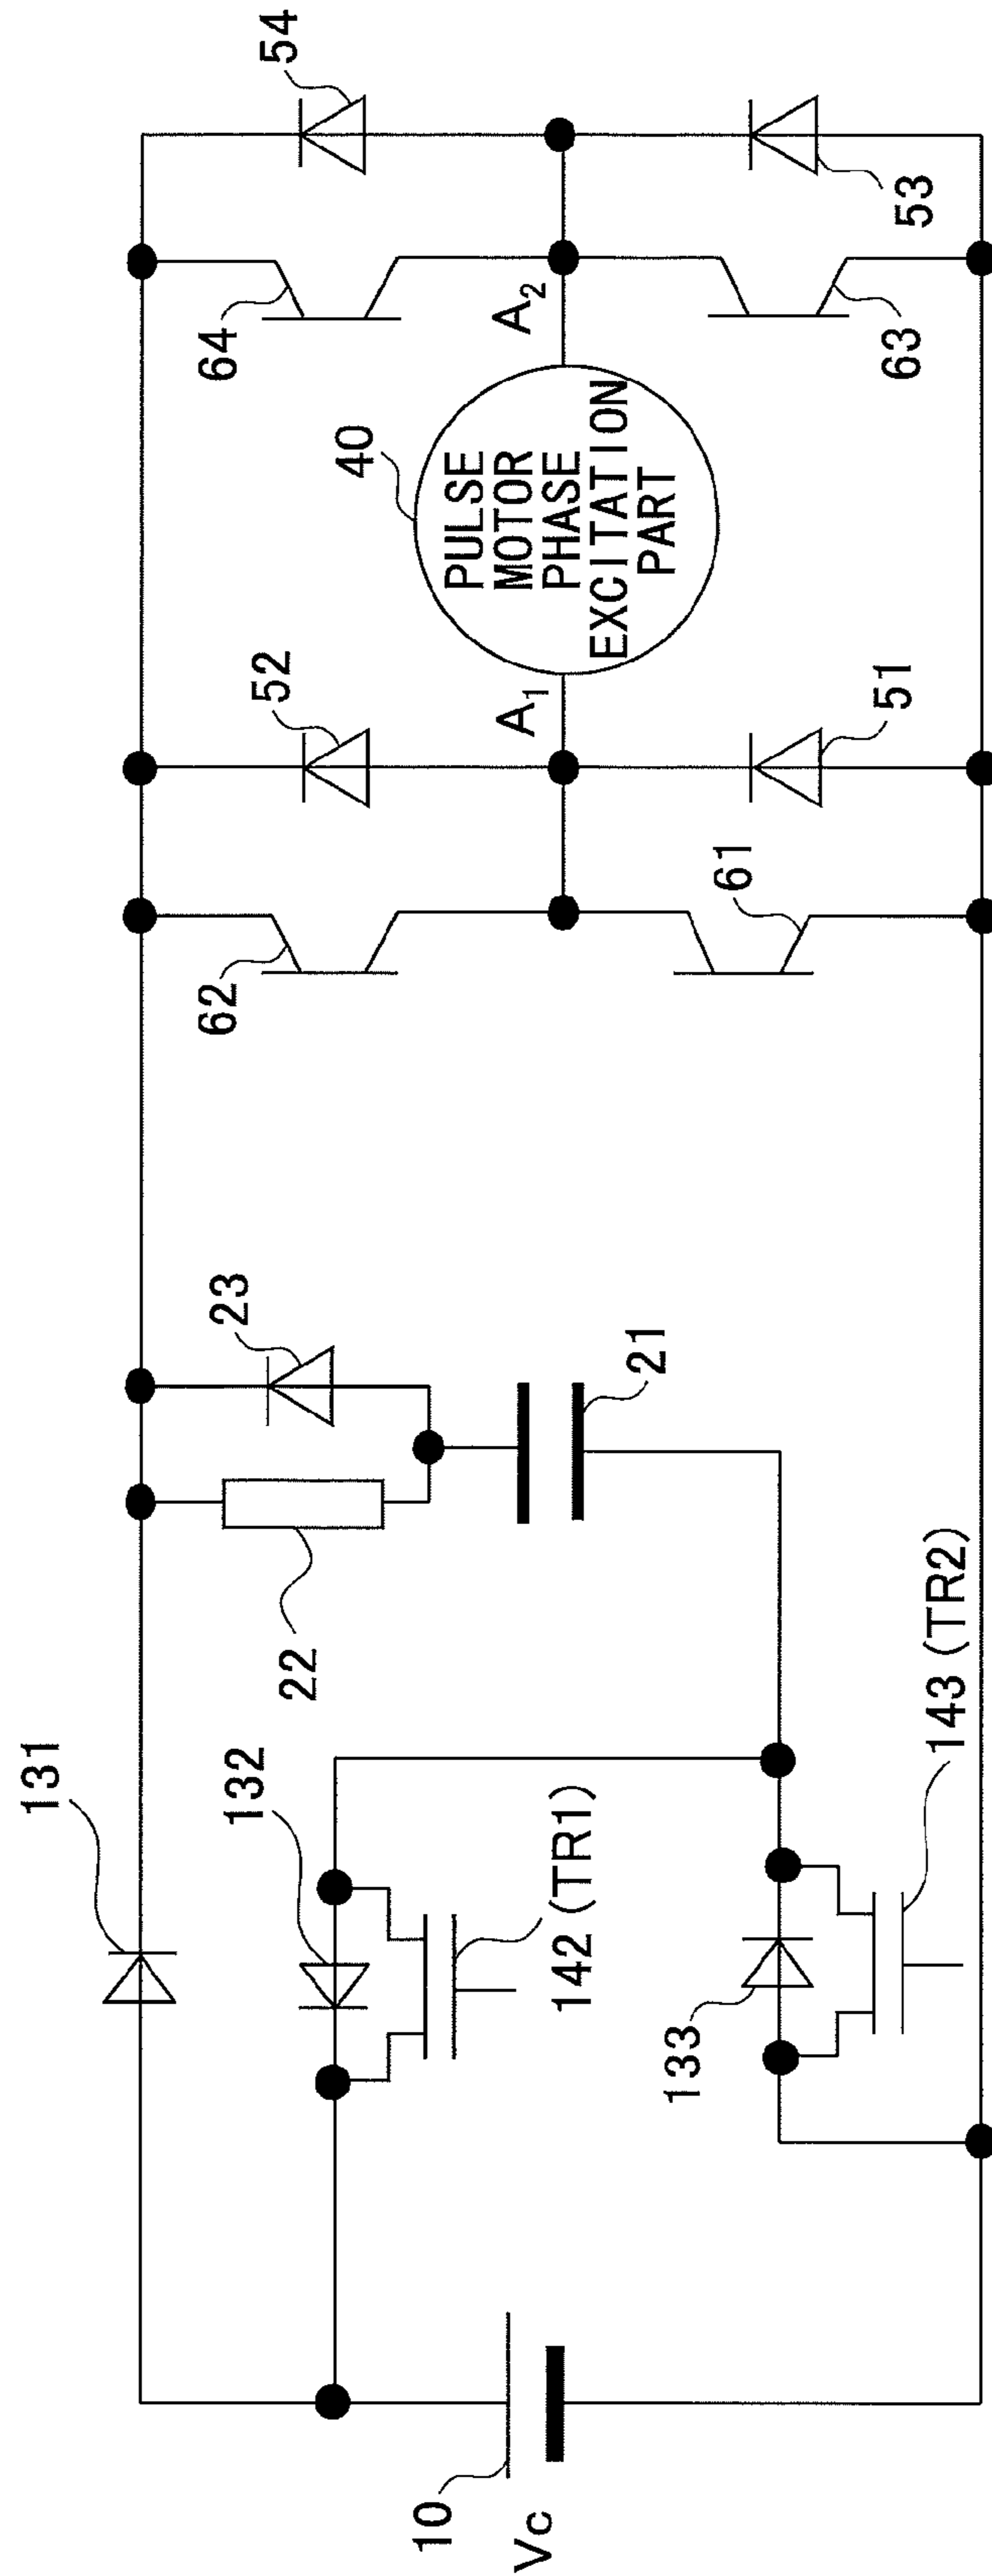 131
132
142 (TR1)
10
Vc
133
143 (TR2)
22
23
21
62
52
61
51
A1
40
PULSE
MOTOR
PHASE
EXCITATION
PART
A2
64
54
63
53